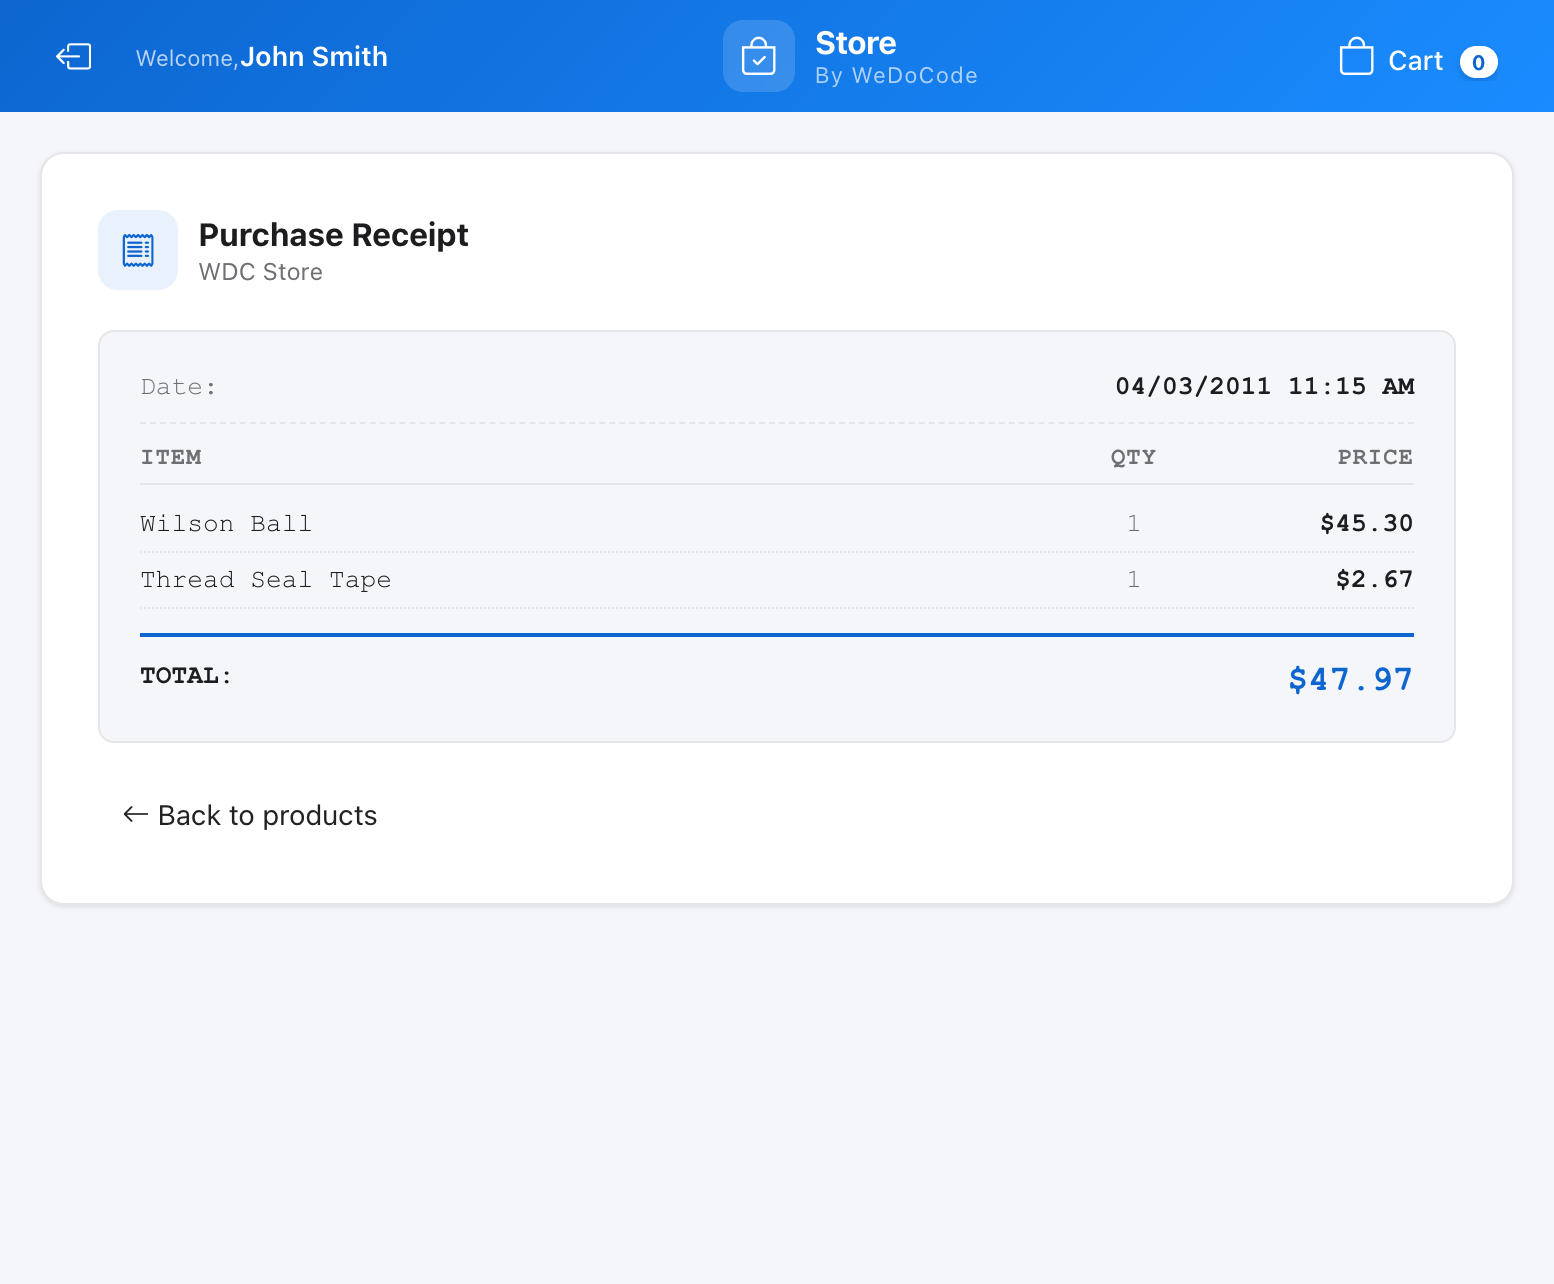 Welcome,John Smith
Store
By WeDoCode
Cart 0
Purchase Receipt
WDC Store
Date: 04/03/2011 11:15 AM
ITEM QTY PRICE
Wilson Ball 1 $45.30
Thread Seal Tape 1 $2.67
TOTAL: $47.97
← Back to products